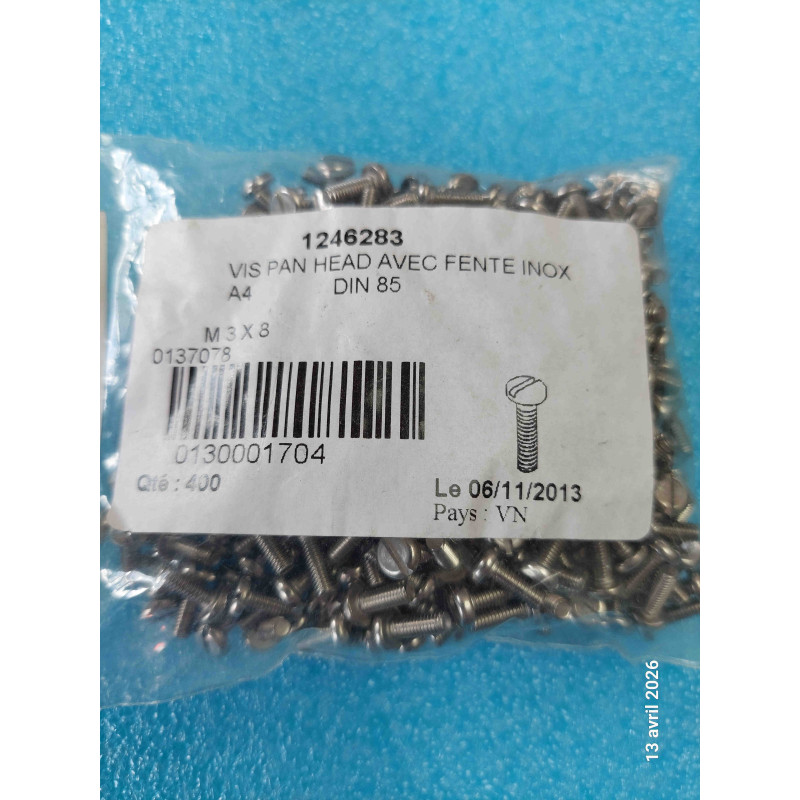 1246283
VIS PAN HEAD AVEC FENTE INOX
A4 DIN 85
M 3 X 8
0137078
0130001704
Qté : 400
Le 06/11/2013
Pays : VN
13 avril 2026